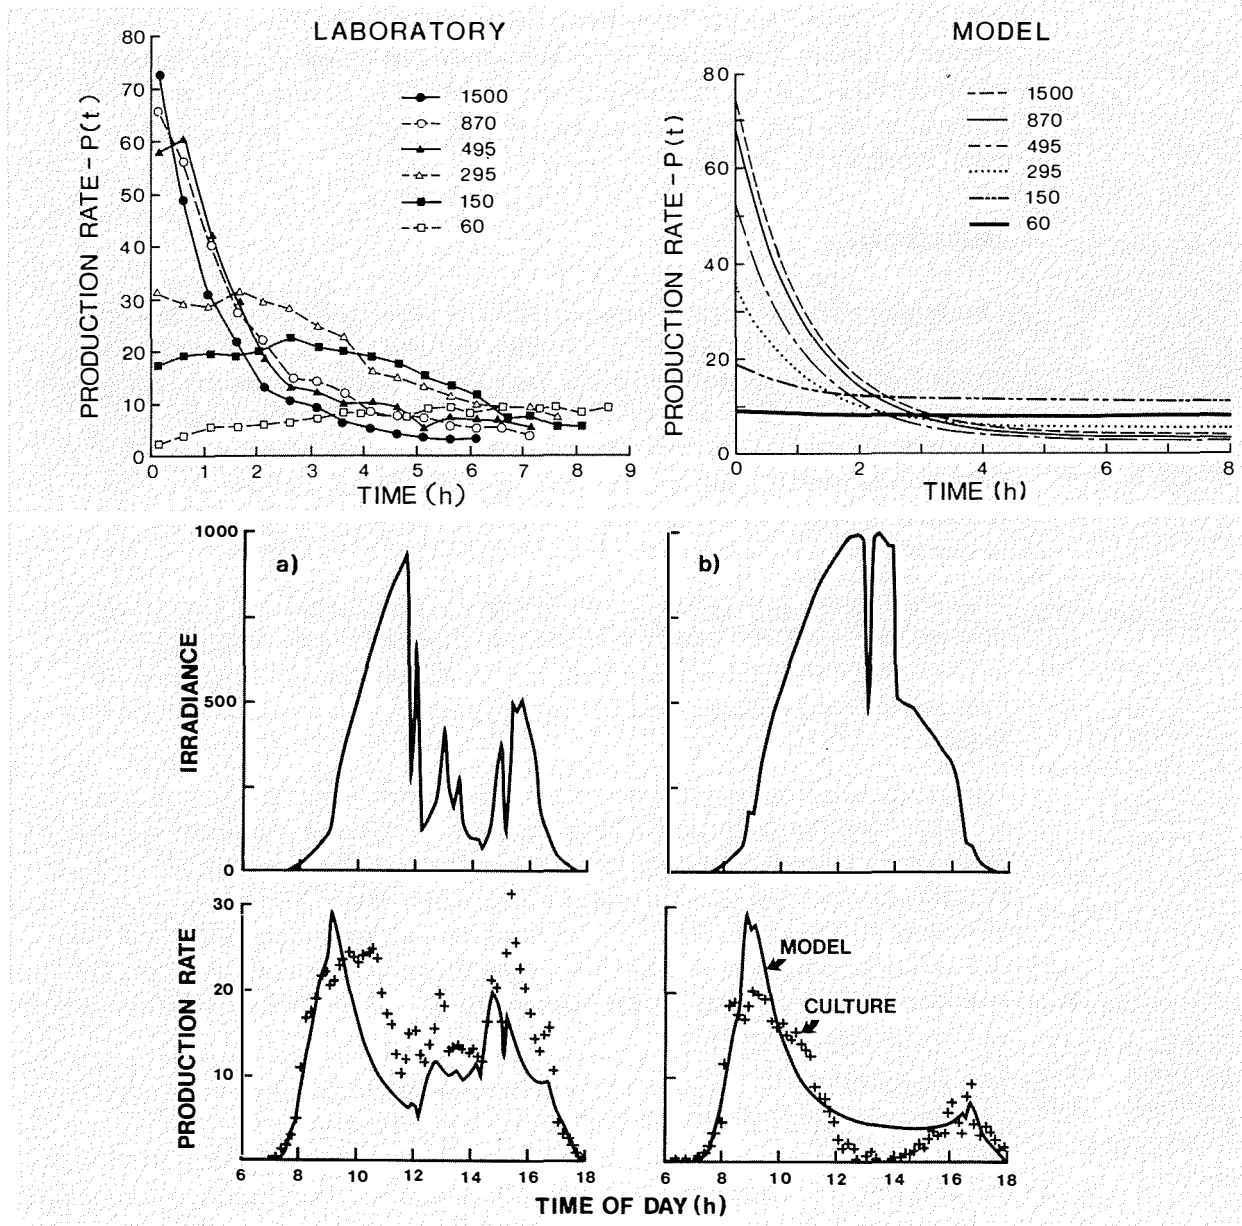 LABORATORY
80
70
60
50
40
30
20
10
0
PRODUCTION RATE - P(t)
1500
870
495
295
150
60
0 1 2 3 4 5 6 7 8 9
TIME (h)
MODEL
80
60
40
20
0
PRODUCTION RATE - P(t)
1500
870
495
295
150
60
0 2 4 6 8
TIME (h)
1000
500
0
IRRADIANCE
a)
b)
30
20
10
PRODUCTION RATE
MODEL
CULTURE
6 8 10 12 14 16 18
6 8 10 12 14 16 18
TIME OF DAY (h)